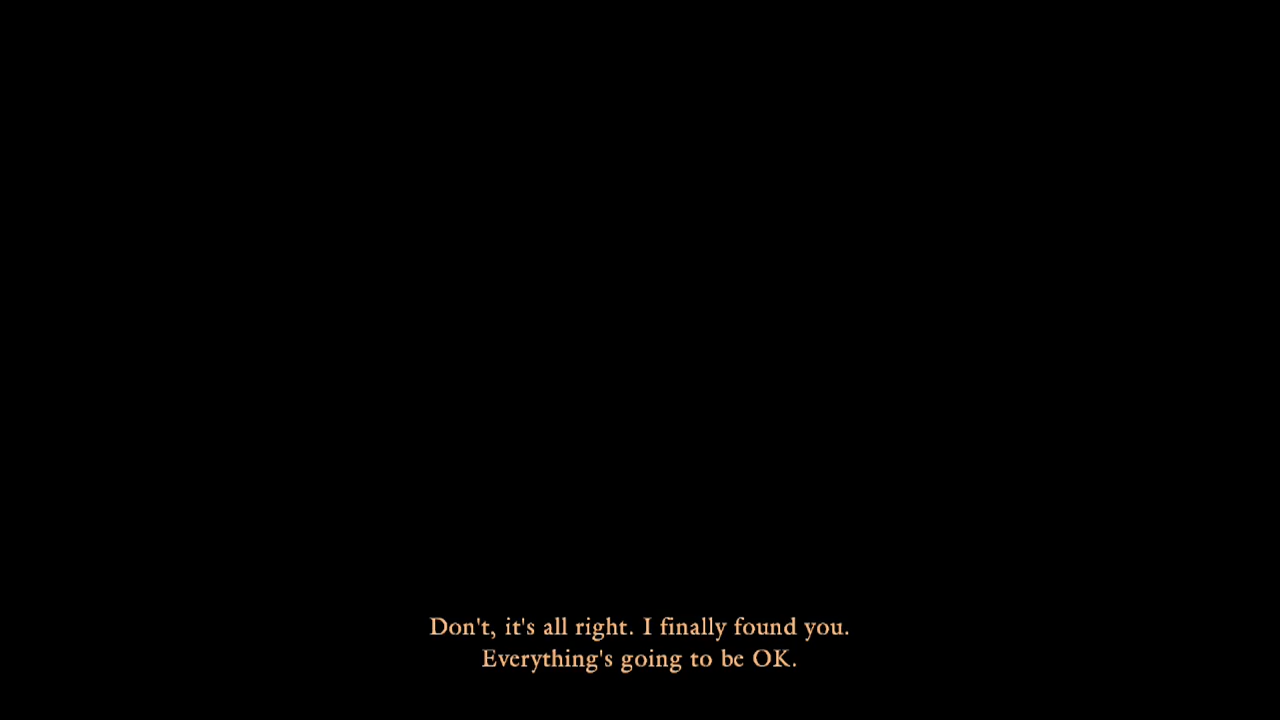 Don't, it's all right. I finally found you.
Everything's going to be OK.